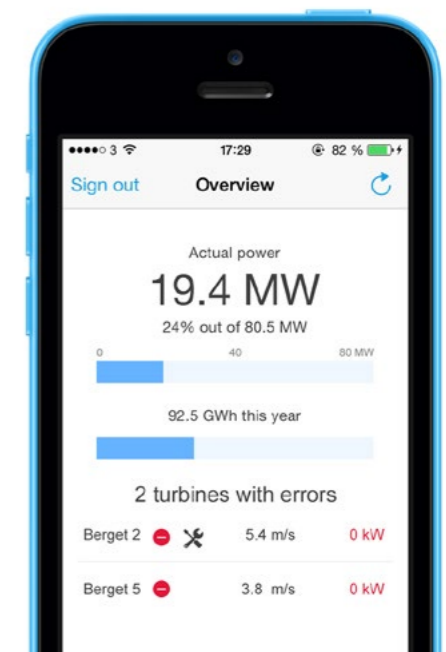 3 17:29 82 %
Sign out Overview
Actual power
19.4 MW
24% out of 80.5 MW
0 40 80 MW
92.5 GWh this year
2 turbines with errors
Berget 2 5.4 m/s 0 kW
Berget 5 3.8 m/s 0 kW